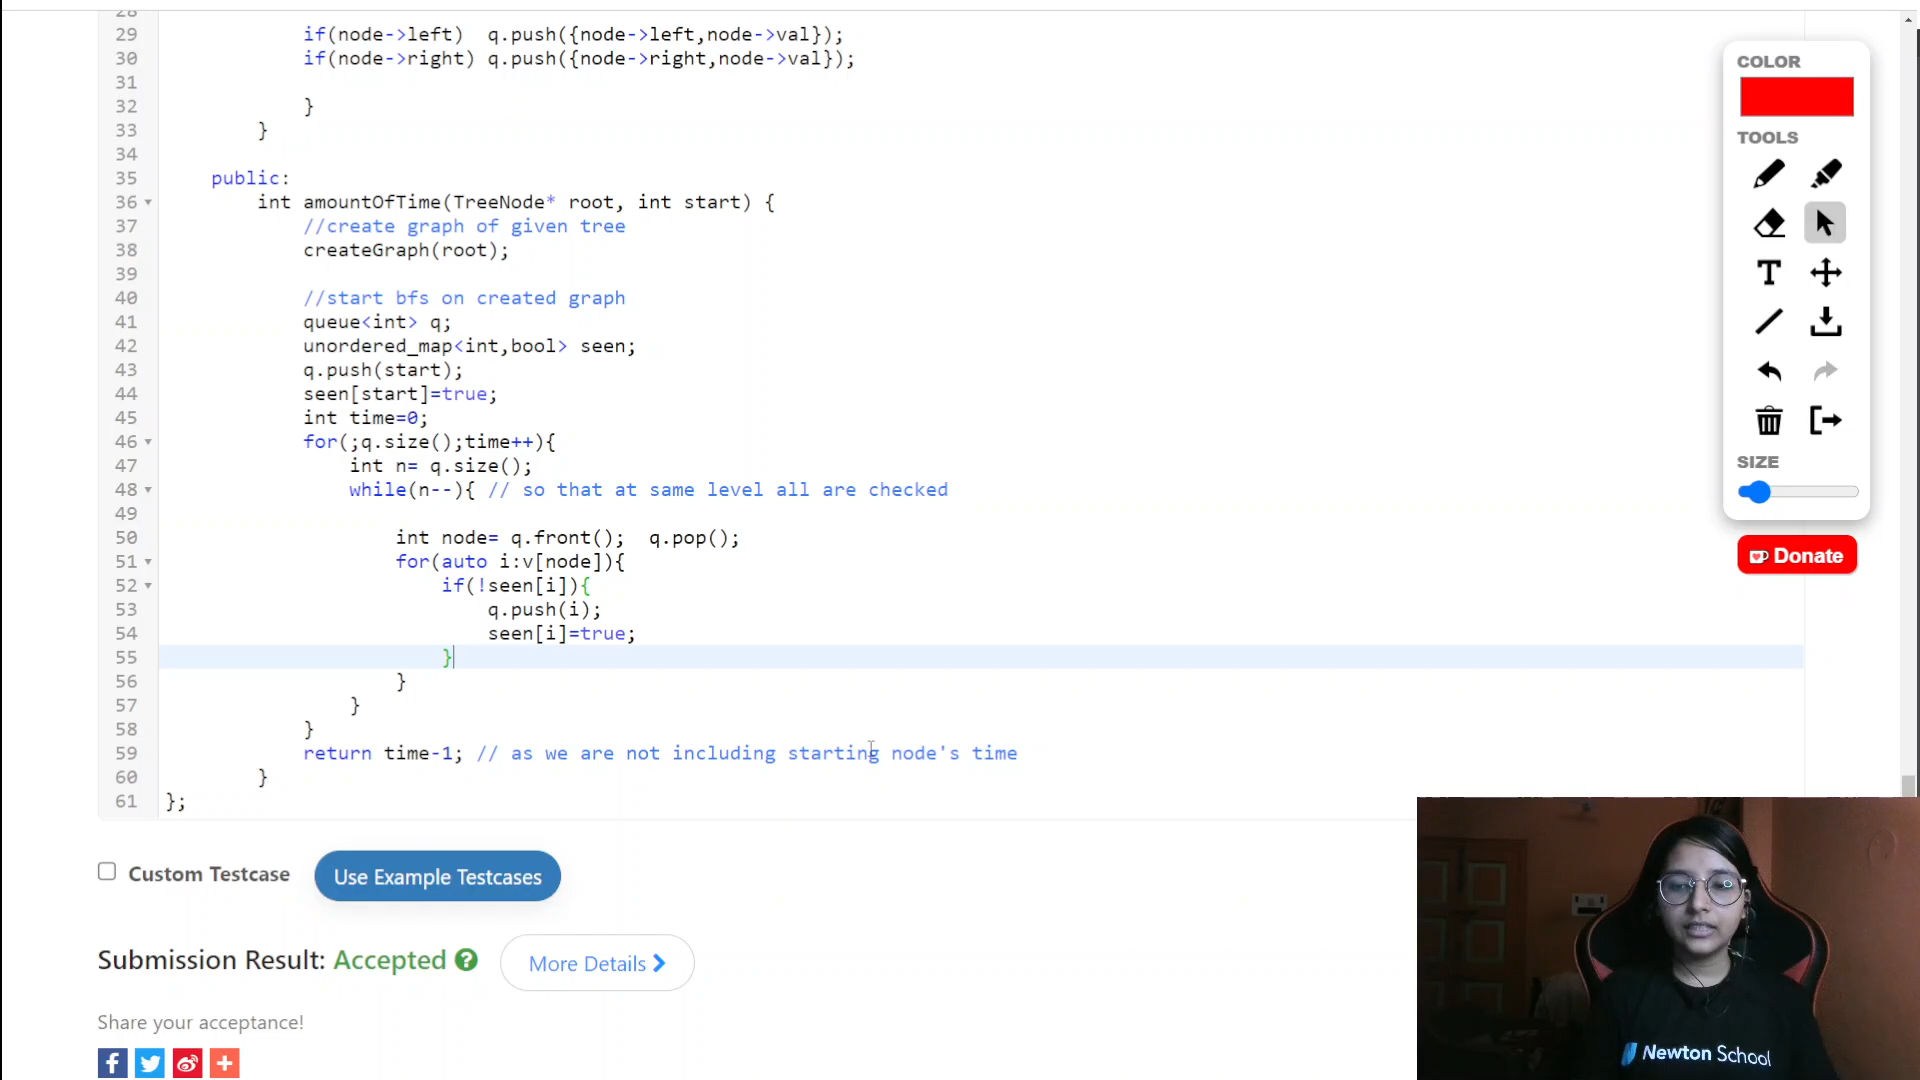 28
29 if(node->left)  q.push({node->left,node->val});
30 if(node->right) q.push({node->right,node->val});
31
32 }
33 }
34
35 public:
36 int amountOfTime(TreeNode* root, int start) {
37 //create graph of given tree
38 createGraph(root);
39
40 //start bfs on created graph
41 queue<int> q;
42 unordered_map<int,bool> seen;
43 q.push(start);
44 seen[start]=true;
45 int time=0;
46 for(;q.size();time++){
47 int n= q.size();
48 while(n--){ // so that at same level all are checked
49
50 int node= q.front();  q.pop();
51 for(auto i:v[node]){
52 if(!seen[i]){
53 q.push(i);
54 seen[i]=true;
55 }
56 }
57 }
58 }
59 return time-1; // as we are not including starting node's time
60 }
61 };
Custom Testcase
Use Example Testcases
Submission Result: Accepted ?
More Details
Share your acceptance!
COLOR
TOOLS
T
SIZE
Donate
Newton School